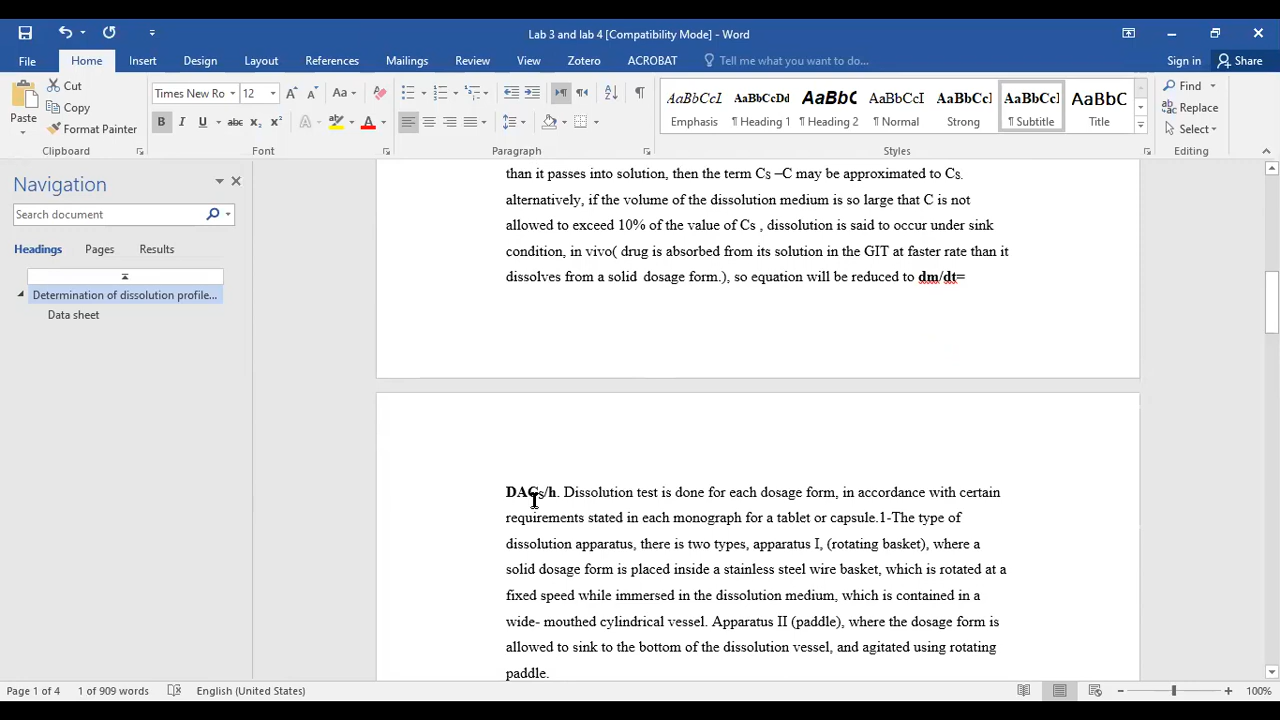 Lab 3 and lab 4 [Compatibility Mode] - Word
File Home Insert Design Layout References Mailings Review View Zotero ACROBAT Tell me what you want to do... Sign in Share
Paste Cut Copy Format Painter
Times New Ro 12 Aa
B I U abc x₂ x² A A
AaBbCcI AaBbCcDd AaBbC AaBbCcI AaBbCcI AaBbCcI AaBbC
Emphasis ¶ Heading 1 ¶ Heading 2 ¶ Normal Strong ¶ Subtitle Title
Find Replace Select
Clipboard Font Paragraph Styles Editing
Navigation
Search document
Headings Pages Results
Determination of dissolution profile...
Data sheet
than it passes into solution, then the term CS –C may be approximated to CS.
alternatively, if the volume of the dissolution medium is so large that C is not
allowed to exceed 10% of the value of Cs , dissolution is said to occur under sink
condition, in vivo( drug is absorbed from its solution in the GIT at faster rate than it
dissolves from a solid dosage form.), so equation will be reduced to dm/dt=
DACs/h. Dissolution test is done for each dosage form, in accordance with certain
requirements stated in each monograph for a tablet or capsule.1-The type of
dissolution apparatus, there is two types, apparatus I, (rotating basket), where a
solid dosage form is placed inside a stainless steel wire basket, which is rotated at a
fixed speed while immersed in the dissolution medium, which is contained in a
wide- mouthed cylindrical vessel. Apparatus II (paddle), where the dosage form is
allowed to sink to the bottom of the dissolution vessel, and agitated using rotating
paddle.
Page 1 of 4 1 of 909 words English (United States) 100%